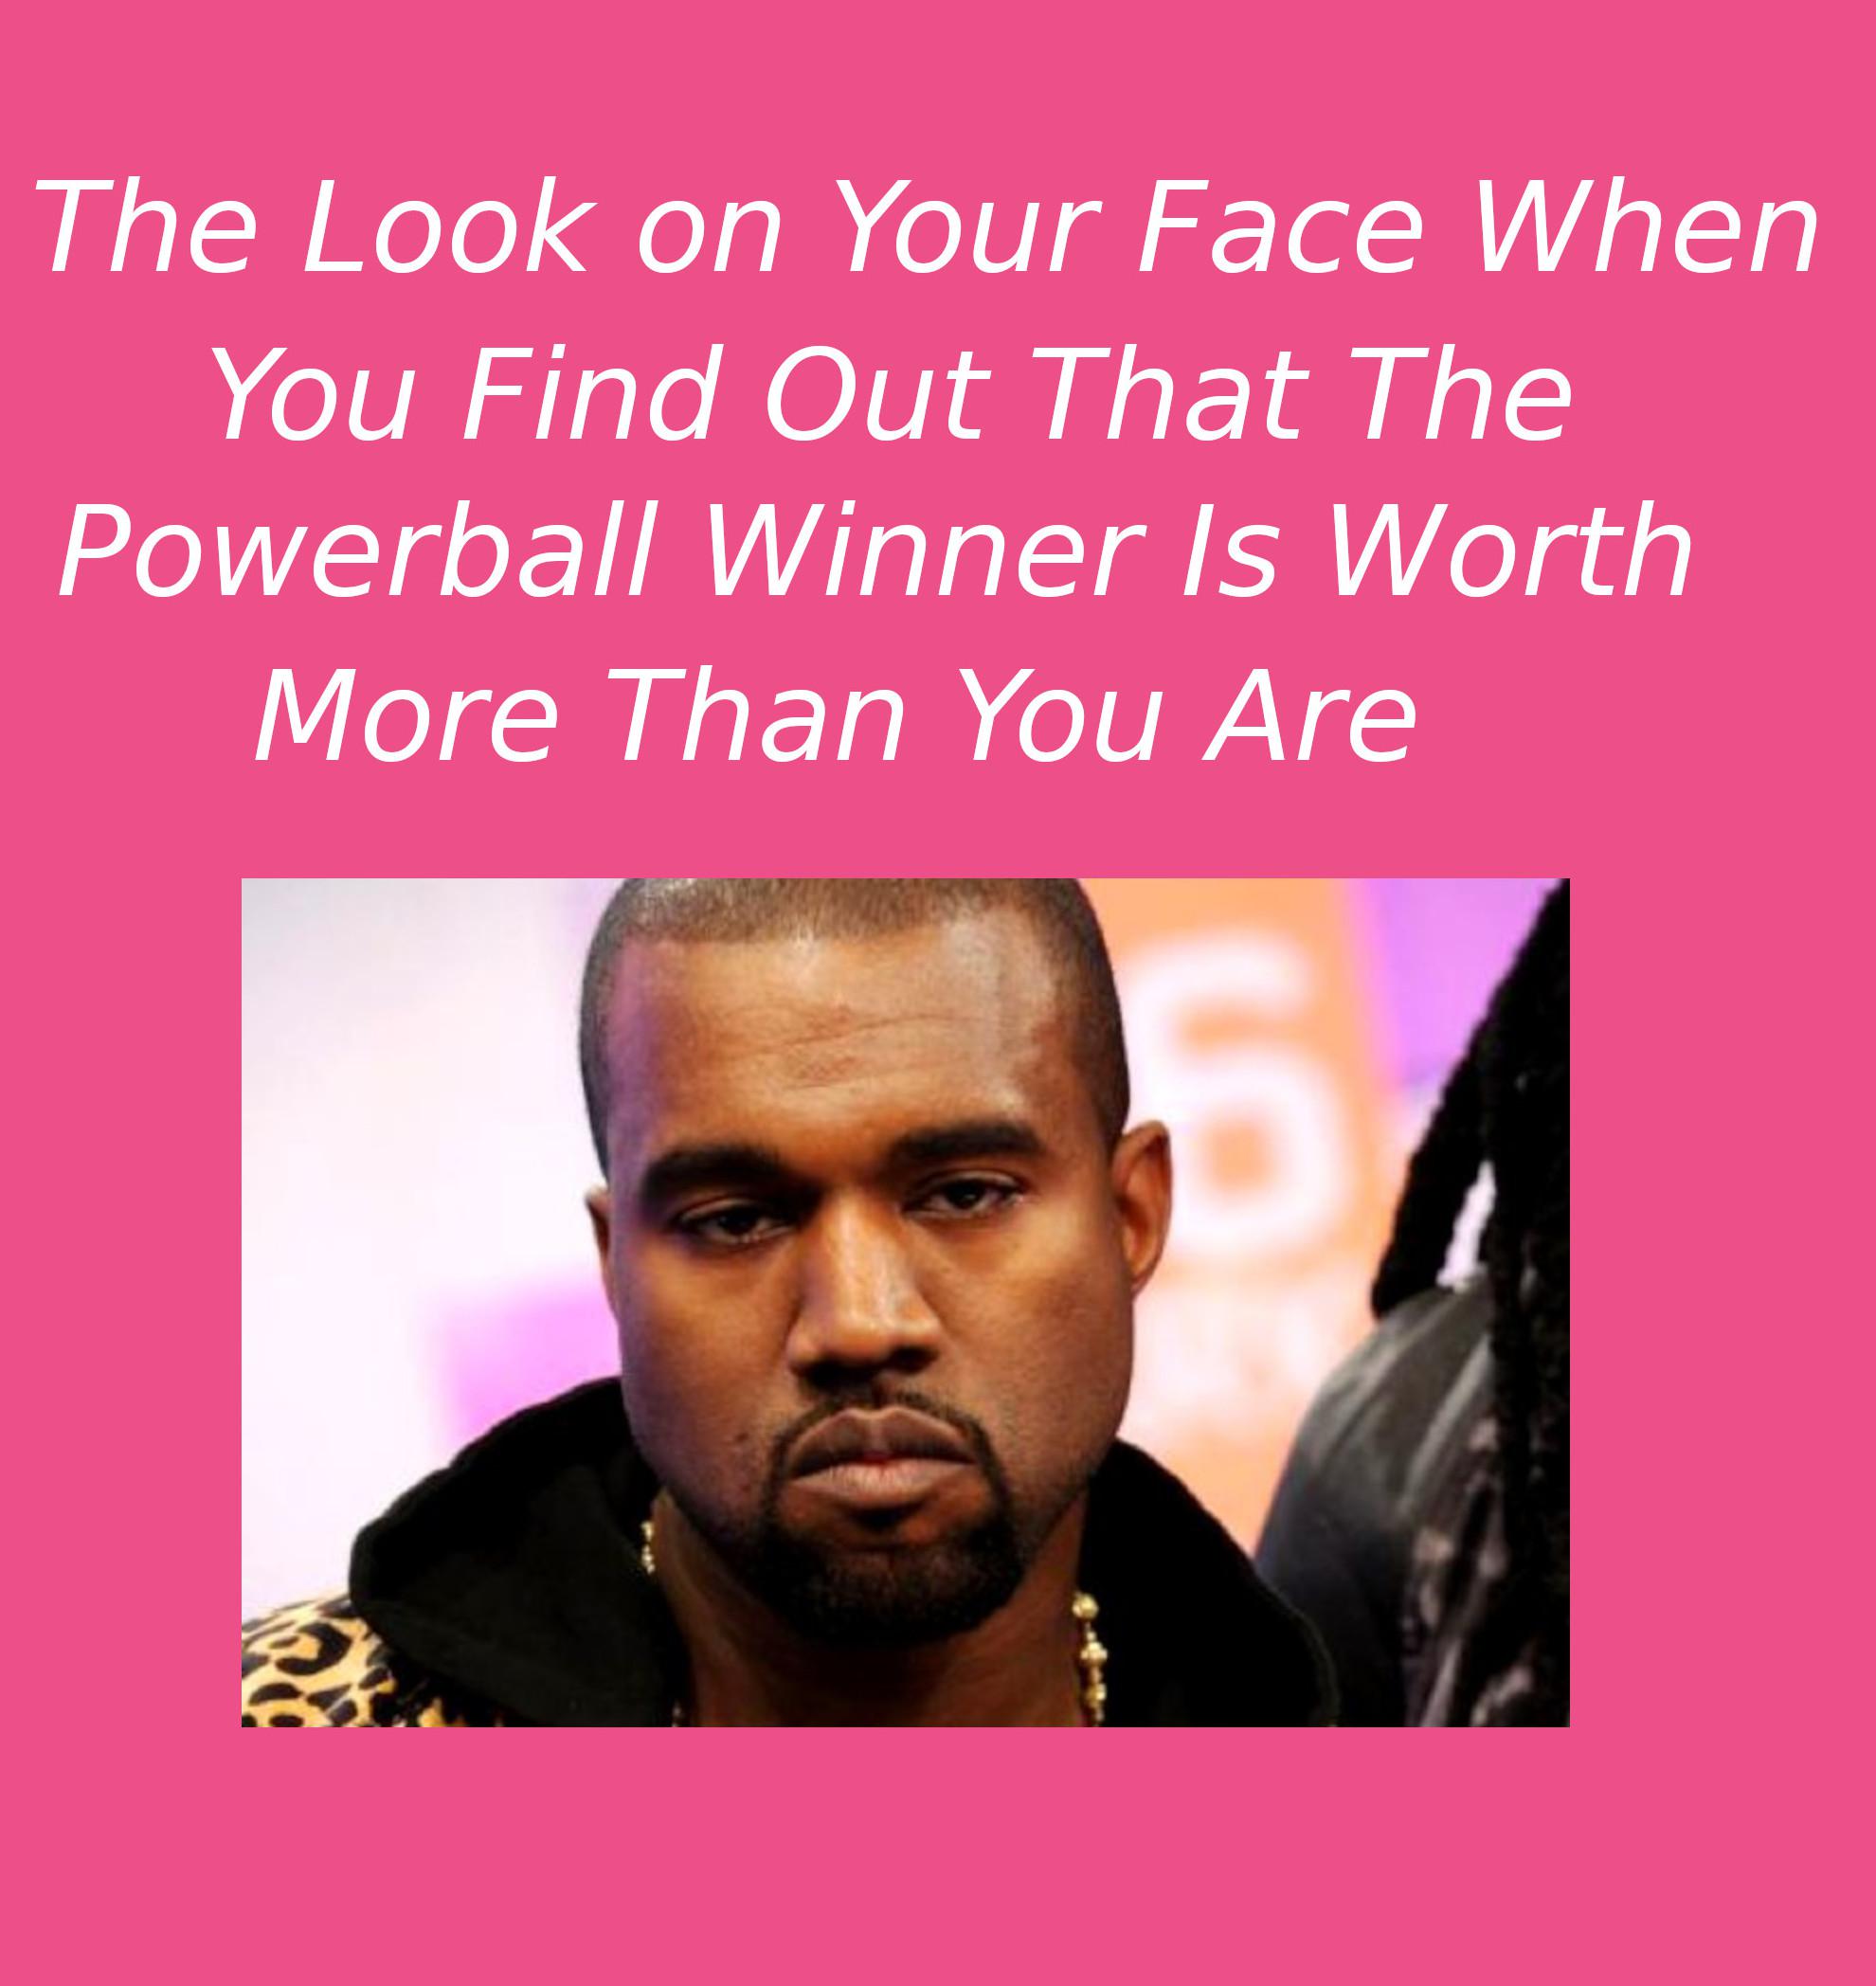 The Look on Your Face When
You Find Out That The
Powerball Winner Is Worth
More Than You Are
6